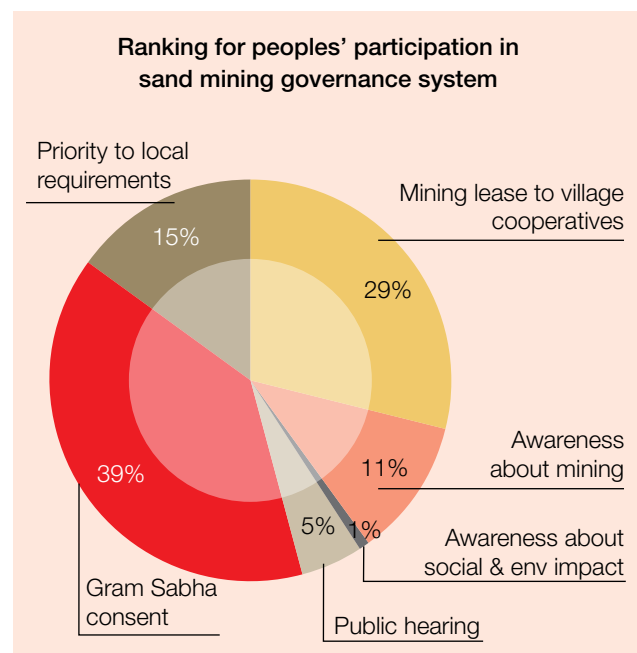 Ranking for peoples' participation in
sand mining governance system
Priority to local
requirements
Mining lease to village
cooperatives
15%
29%
Awareness
about mining
11%
39%
5%
1%
Awareness about
social & env impact
Gram Sabha
consent
Public hearing